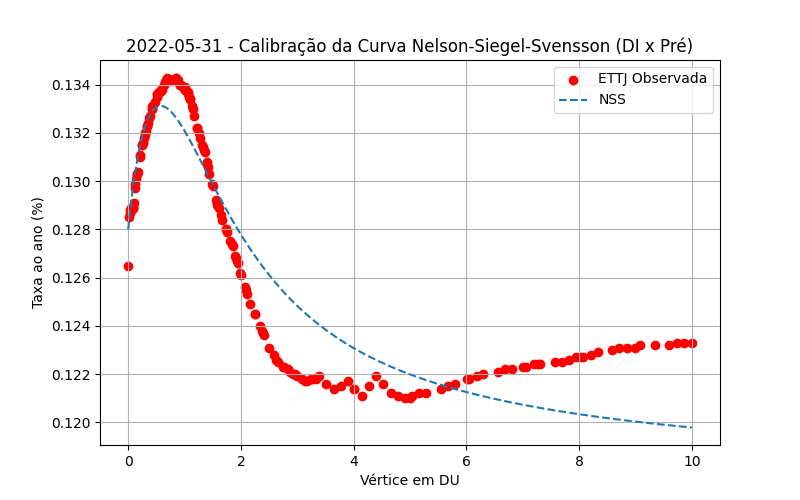 2022-05-31 - Calibração da Curva Nelson-Siegel-Svensson (DI x Pré)
ETTJ Observada
NSS
Taxa ao ano (%)
0.134
0.133
0.130
0.128
0.126
0.124
0.122
0.120
0
2
4
6
8
10
Vértice em DU